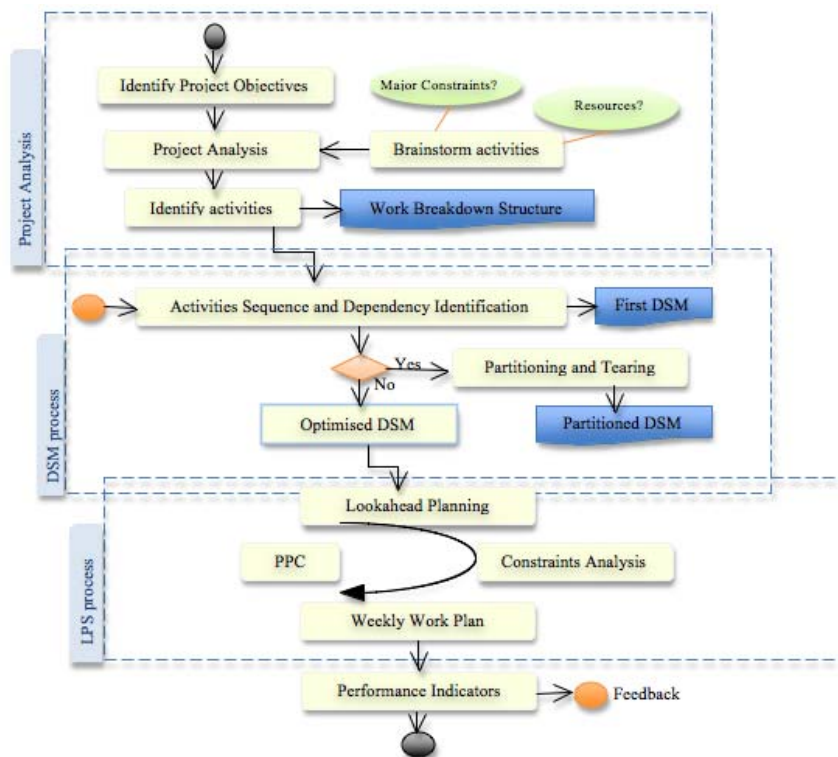 Project Analysis
Identify Project Objectives
Major Constraints?
Resources?
Project Analysis
Brainstorm activities
Identify activities
Work Breakdown Structure
DSM process
Activities Sequence and Dependency Identification
First DSM
Yes
No
Partitioning and Tearing
Optimised DSM
Partitioned DSM
LPS process
Lookahead Planning
PPC
Constraints Analysis
Weekly Work Plan
Performance Indicators
Feedback